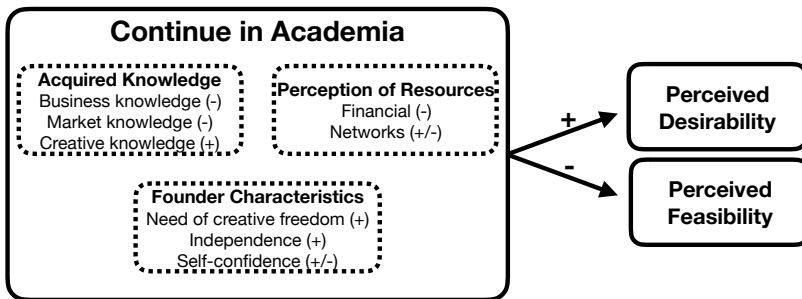 Continue in Academia
Acquired Knowledge
Business knowledge (-)
Market knowledge (-)
Creative knowledge (+)
Perception of Resources
Financial (-)
Networks (+/-)
Founder Characteristics
Need of creative freedom (+)
Independence (+)
Self-confidence (+/-)
+
-
Perceived
Desirability
Perceived
Feasibility